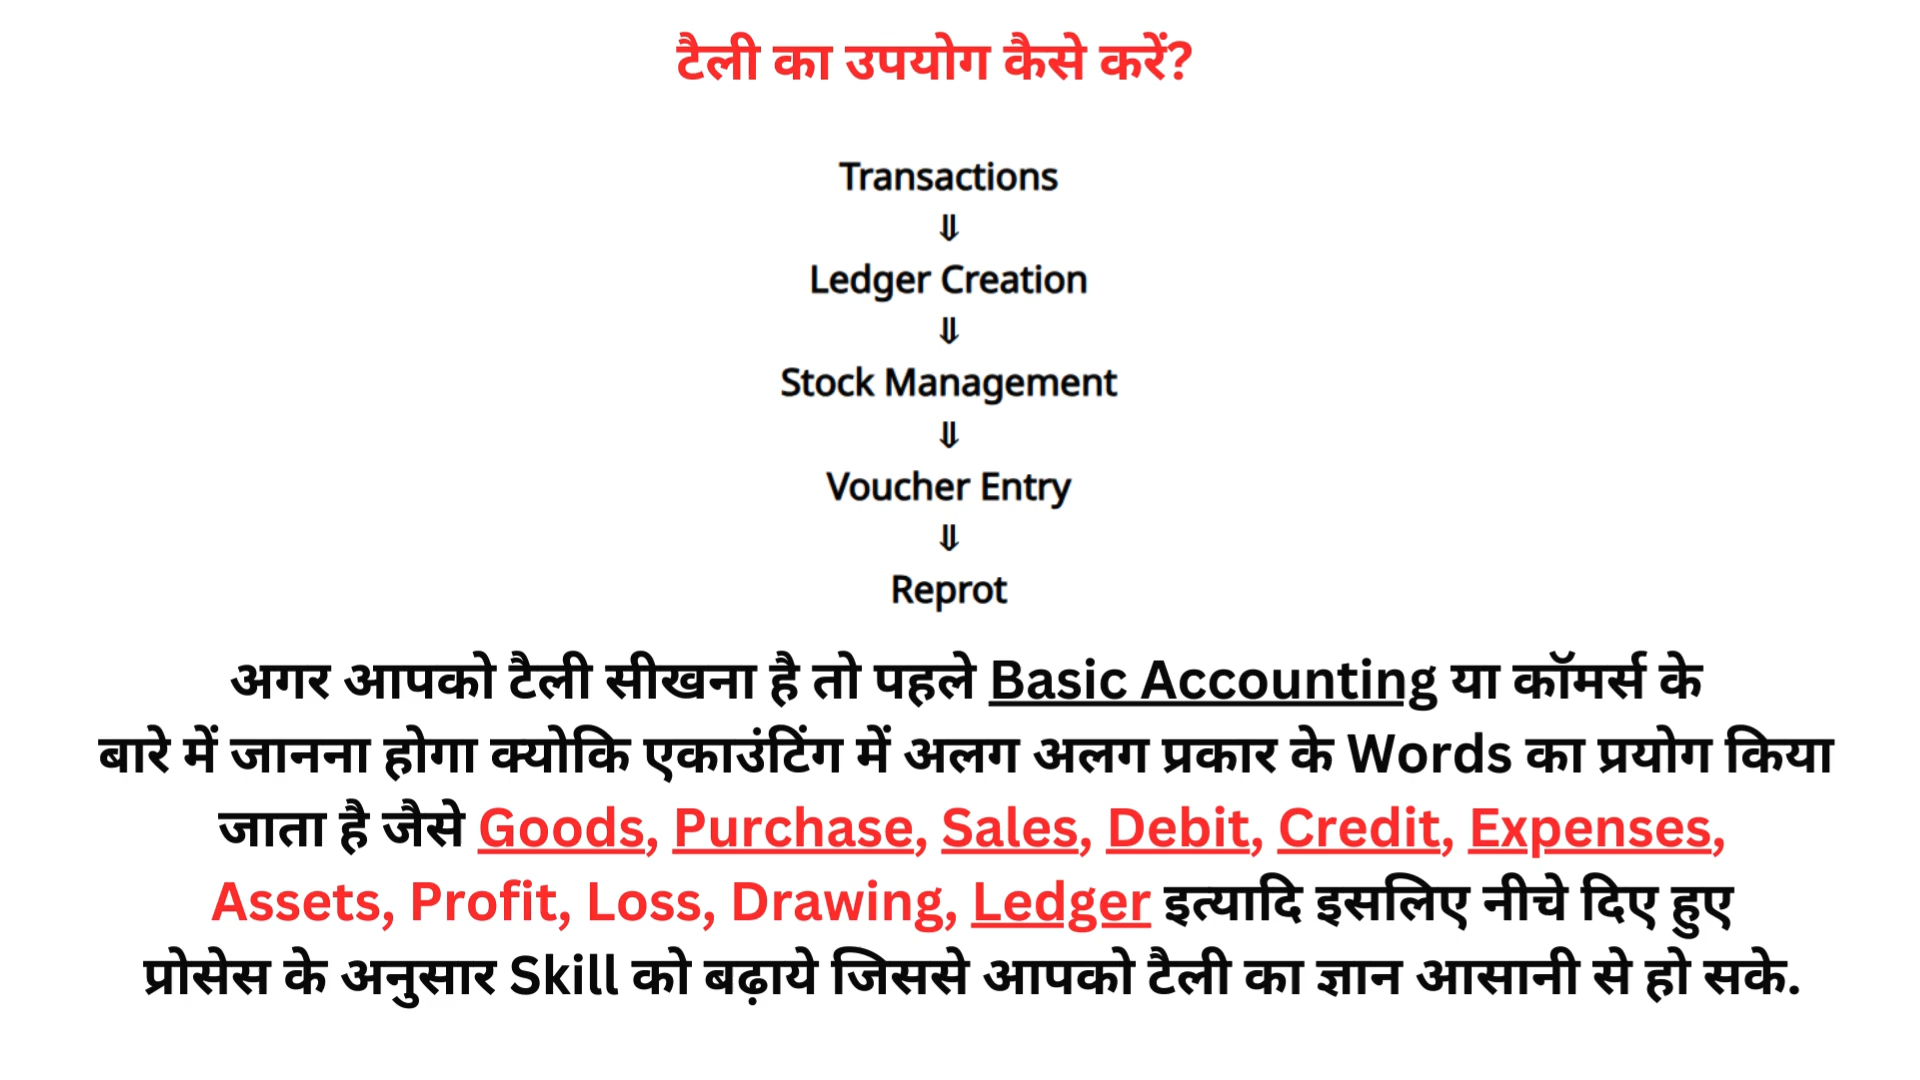 टैली का उपयोग कैसे करें?
Transactions
⇓
Ledger Creation
⇓
Stock Management
⇓
Voucher Entry
⇓
Reprot
अगर आपको टैली सीखना है तो पहले Basic Accounting या कॉमर्स के
बारे में जानना होगा क्योकि एकाउंटिंग में अलग अलग प्रकार के Words का प्रयोग किया
जाता है जैसे Goods, Purchase, Sales, Debit, Credit, Expenses,
Assets, Profit, Loss, Drawing, Ledger इत्यादि इसलिए नीचे दिए हुए
प्रोसेस के अनुसार Skill को बढ़ाये जिससे आपको टैली का ज्ञान आसानी से हो सके.